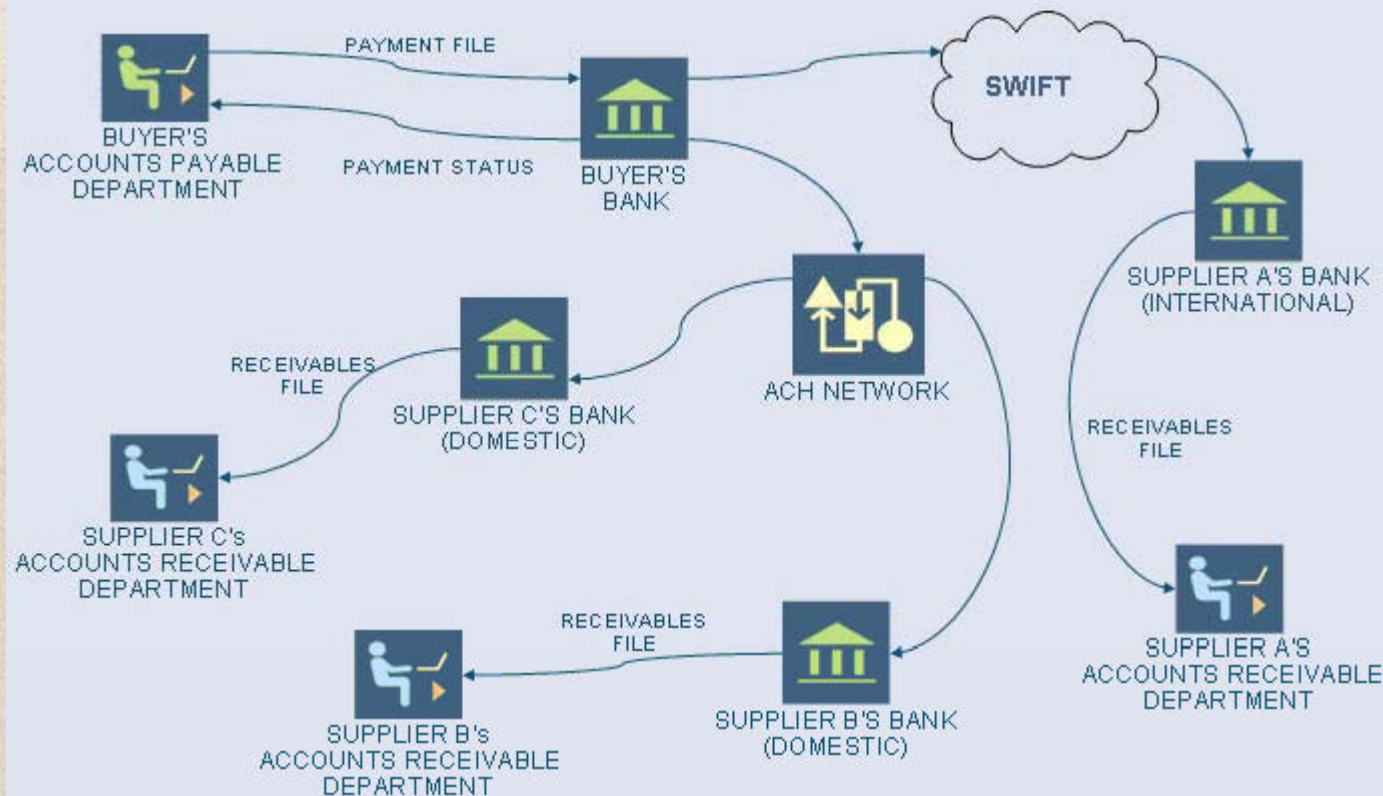 PAYMENT FILE
SWIFT
BUYER'S
ACCOUNTS PAYABLE
DEPARTMENT
PAYMENT STATUS
BUYER'S
BANK
SUPPLIER A'S BANK
(INTERNATIONAL)
ACH NETWORK
RECEIVABLES
FILE
SUPPLIER C'S BANK
(DOMESTIC)
RECEIVABLES
FILE
SUPPLIER C's
ACCOUNTS RECEIVABLE
DEPARTMENT
RECEIVABLES
FILE
SUPPLIER A'S
ACCOUNTS RECEIVABLE
DEPARTMENT
SUPPLIER B'S BANK
(DOMESTIC)
SUPPLIER B's
ACCOUNTS RECEIVABLE
DEPARTMENT